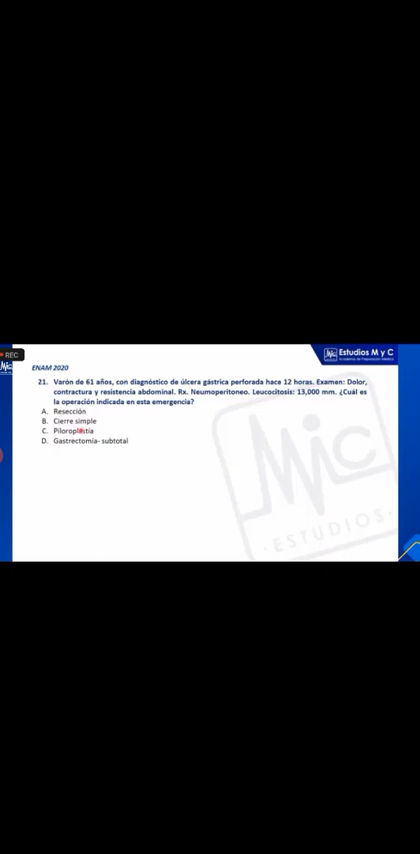 REC
Estudios M y C
ENAM 2020
21. Varón de 61 años, con diagnóstico de úlcera gástrica perforada hace 12 horas. Examen: Dolor,
contractura y resistencia abdominal. Rx. Neumoperitoneo. Leucocitosis: 13,000 mm. ¿Cuál es
la operación indicada en esta emergencia?
A. Resección
B. Cierre simple
C. Piloroplastía
D. Gastrectomía- subtotal
· ESTUDIOS ·